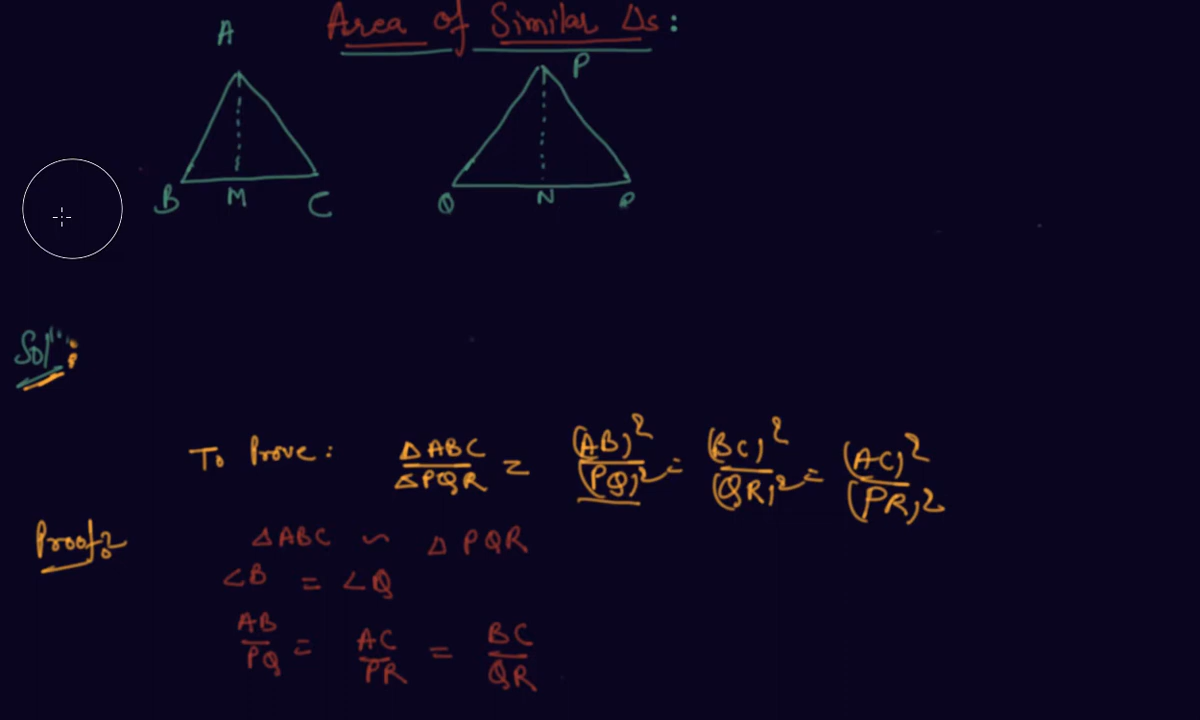 Area of Similar Δs :
A
P
B M C
Q N R
Sol^n :
To Prove : ΔABC/ΔPQR = (AB)²/(PQ)² = (BC)²/(QR)² = (AC)²/(PR)²
Proof :
ΔABC ~ ΔPQR
∠B = ∠Q
AB/PQ = AC/PR = BC/QR